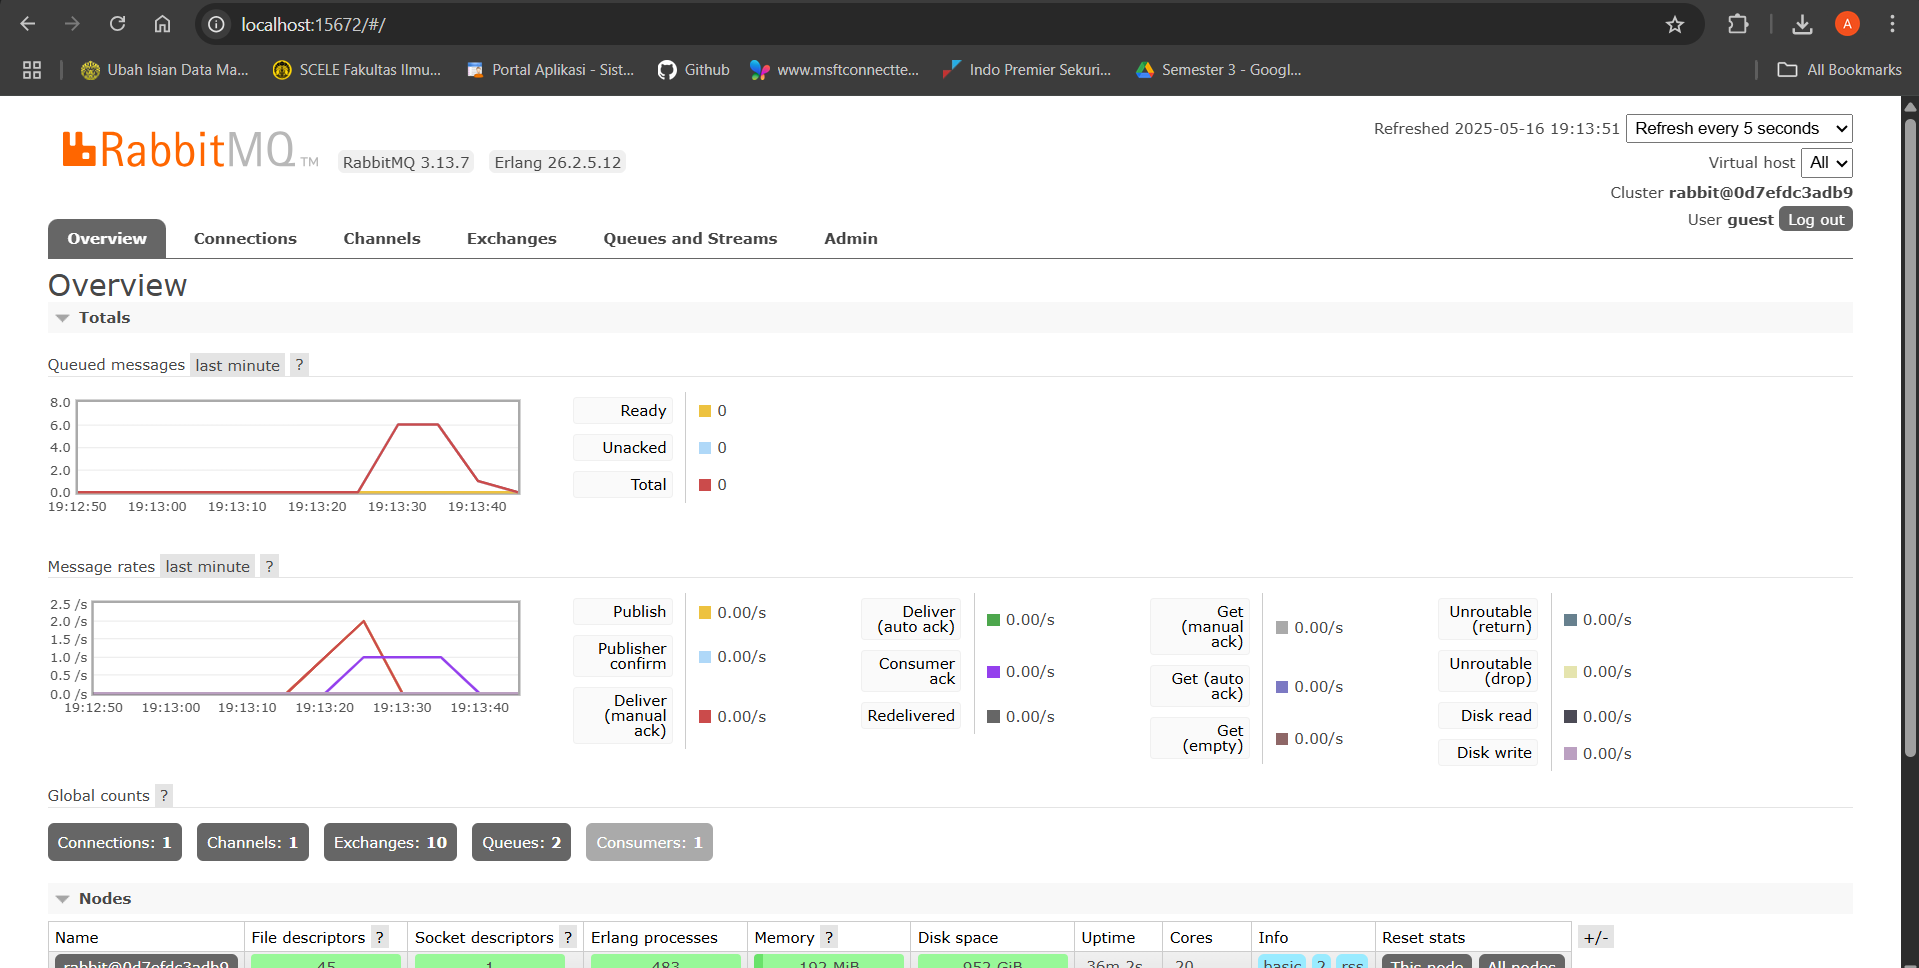 localhost:15672/#/
A
Ubah Isian Data Ma...
SCELE Fakultas Ilmu...
Portal Aplikasi - Sist...
Github
www.msftconnectte...
Indo Premier Sekuri...
Semester 3 - Googl...
All Bookmarks
RabbitMQ TM
RabbitMQ 3.13.7
Erlang 26.2.5.12
Refreshed 2025-05-16 19:13:51
Refresh every 5 seconds
Virtual host All
Cluster rabbit@0d7efdc3adb9
User guest Log out
Overview
Connections
Channels
Exchanges
Queues and Streams
Admin
Overview
Totals
Queued messages last minute ?
8.0
6.0
4.0
2.0
0.0
19:12:50 19:13:00 19:13:10 19:13:20 19:13:30 19:13:40
Ready 0
Unacked 0
Total 0
Message rates last minute ?
2.5 /s
2.0 /s
1.5 /s
1.0 /s
0.5 /s
0.0 /s
19:12:50 19:13:00 19:13:10 19:13:20 19:13:30 19:13:40
Publish 0.00/s
Publisher
confirm 0.00/s
Deliver
(manual
ack) 0.00/s
Deliver
(auto ack) 0.00/s
Consumer
ack 0.00/s
Redelivered 0.00/s
Get
(manual
ack) 0.00/s
Get (auto
ack) 0.00/s
Get
(empty) 0.00/s
Unroutable
(return) 0.00/s
Unroutable
(drop) 0.00/s
Disk read 0.00/s
Disk write 0.00/s
Global counts ?
Connections: 1
Channels: 1
Exchanges: 10
Queues: 2
Consumers: 1
Nodes
Name File descriptors ? Socket descriptors ? Erlang processes Memory ? Disk space Uptime Cores Info Reset stats +/-
rabbit@0d7efdc3adb9 45 1 483 192 MiB 952 GiB 36m 2s 20 basic 2 rss This node All nodes